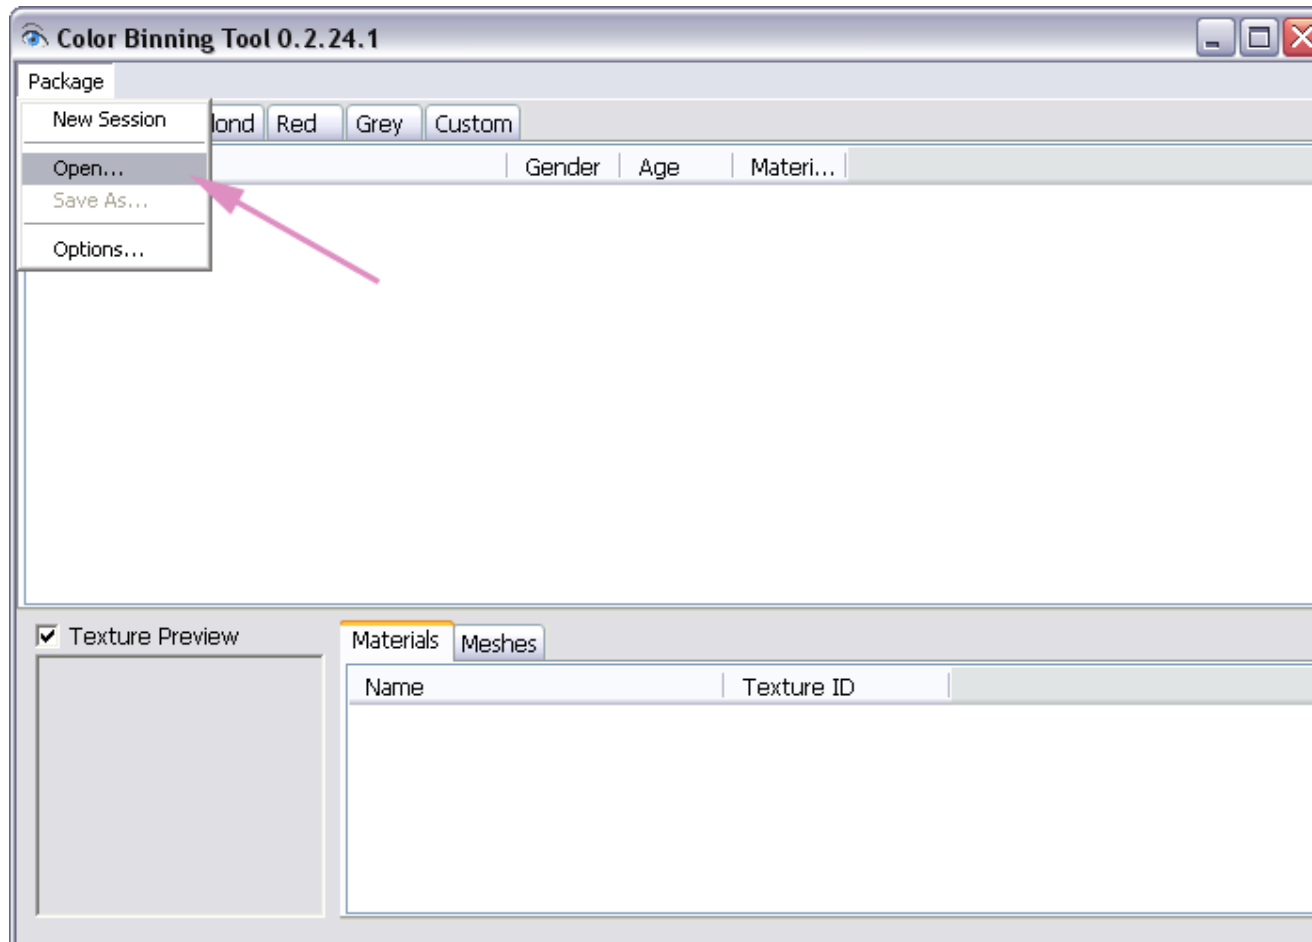 Color Binning Tool 0.2.24.1
Package
New Session
lond Red Grey Custom
Open...
Gender Age Materi...
Save As...
Options...
Texture Preview
Materials Meshes
Name Texture ID